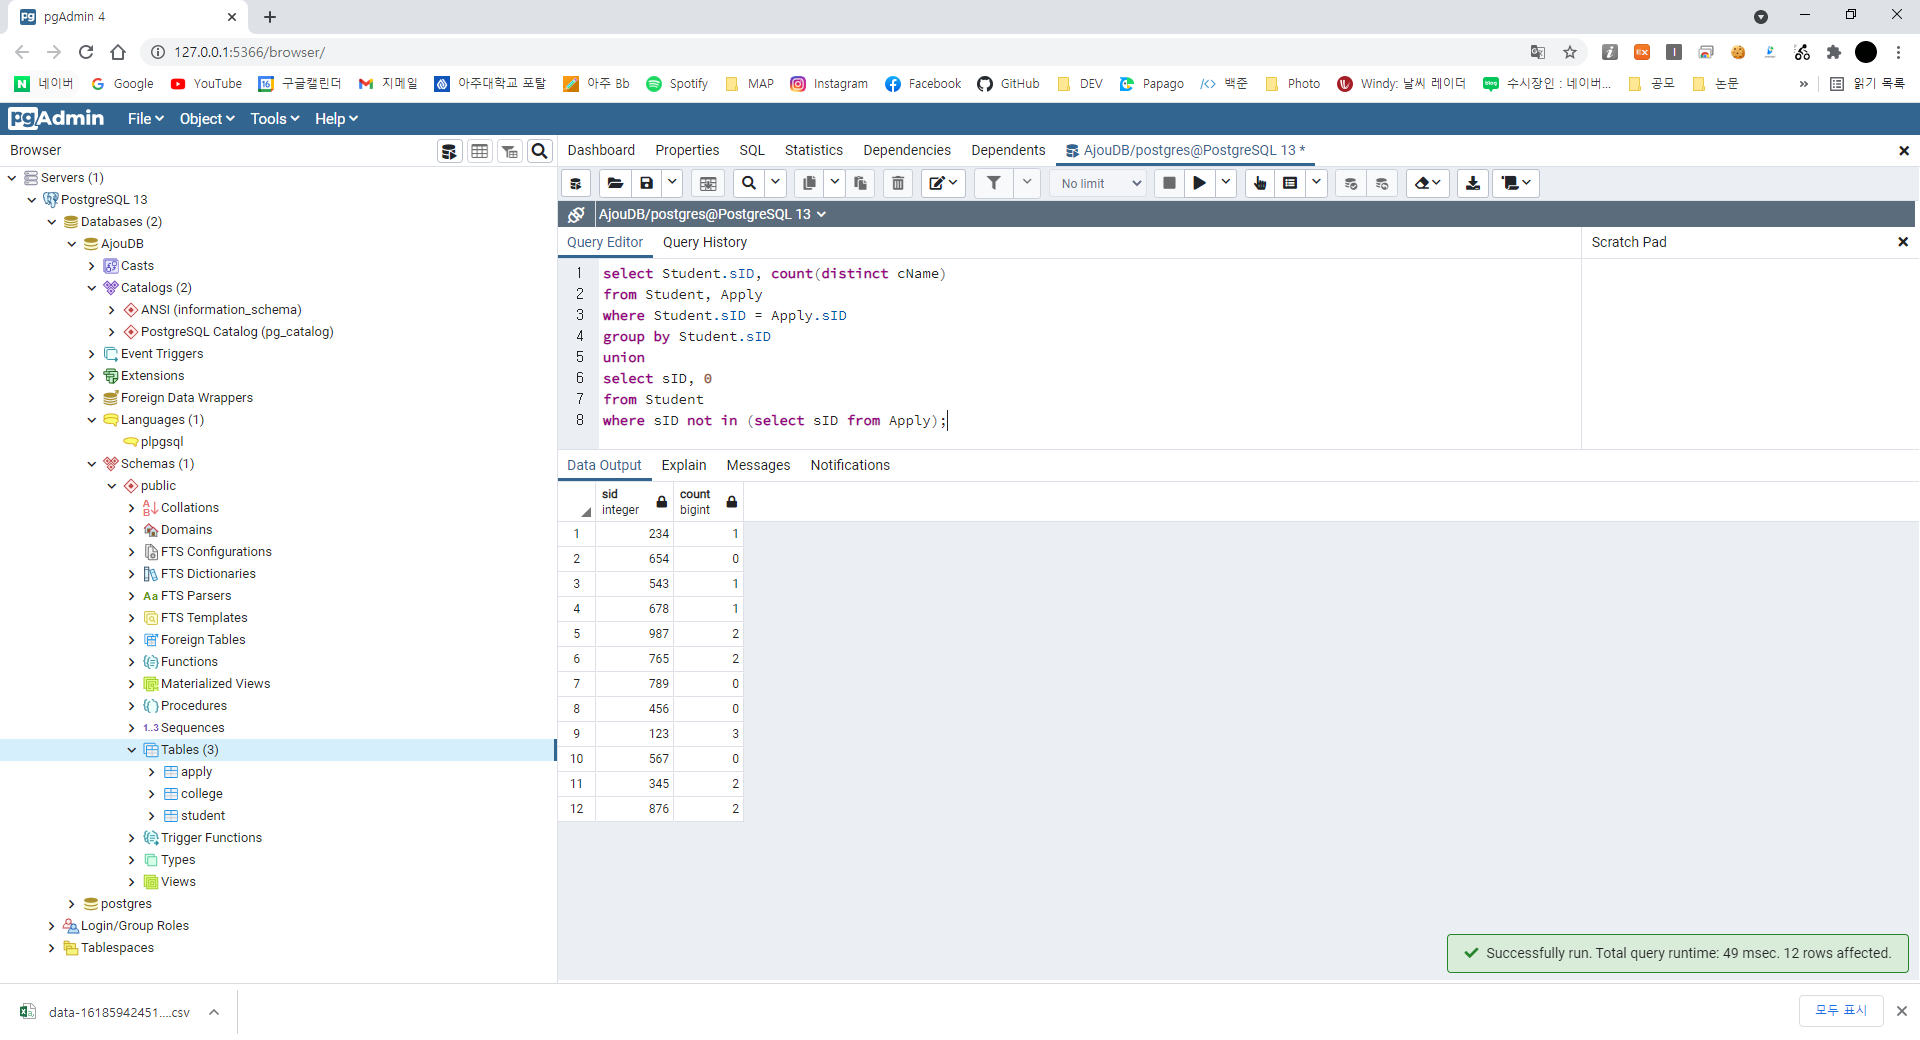 pgAdmin 4
127.0.0.1:5366/browser/
네이버 Google YouTube 구글캘린더 지메일 아주대학교 포탈 아주 Bb Spotify MAP Instagram Facebook GitHub DEV Papago 백준 Photo Windy: 날씨 레이더 수시장인 : 네이버... 공모 논문 » 읽기 목록
pgAdmin File Object Tools Help
Browser
Dashboard Properties SQL Statistics Dependencies Dependents AjouDB/postgres@PostgreSQL 13 *
No limit
AjouDB/postgres@PostgreSQL 13
Query Editor Query History
Scratch Pad
Servers (1)
PostgreSQL 13
Databases (2)
AjouDB
Casts
Catalogs (2)
ANSI (information_schema)
PostgreSQL Catalog (pg_catalog)
Event Triggers
Extensions
Foreign Data Wrappers
Languages (1)
plpgsql
Schemas (1)
public
Collations
Domains
FTS Configurations
FTS Dictionaries
FTS Parsers
FTS Templates
Foreign Tables
Functions
Materialized Views
Procedures
1..3 Sequences
Tables (3)
apply
college
student
Trigger Functions
Types
Views
postgres
Login/Group Roles
Tablespaces
1 select Student.sID, count(distinct cName)
2 from Student, Apply
3 where Student.sID = Apply.sID
4 group by Student.sID
5 union
6 select sID, 0
7 from Student
8 where sID not in (select sID from Apply);
Data Output Explain Messages Notifications
sid count
integer bigint
1 234 1
2 654 0
3 543 1
4 678 1
5 987 2
6 765 2
7 789 0
8 456 0
9 123 3
10 567 0
11 345 2
12 876 2
Successfully run. Total query runtime: 49 msec. 12 rows affected.
data-16185942451....csv
모두 표시